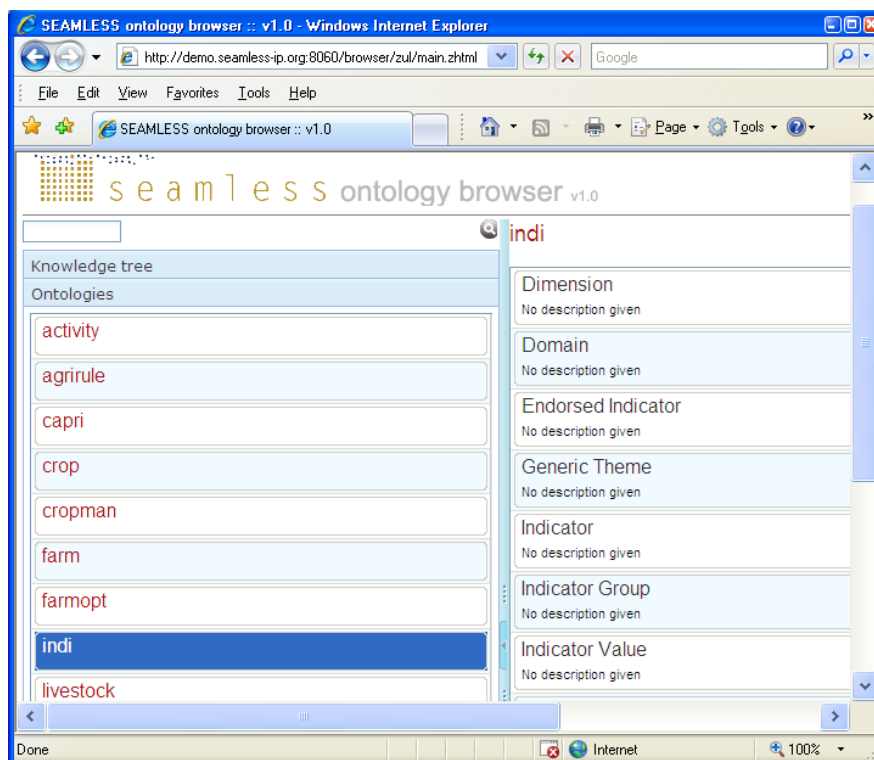 SEAMLESS ontology browser :: v1.0 - Windows Internet Explorer
http://demo.seamless-ip.org:8060/browser/zul/main.zhtml
Google
File Edit View Favorites Tools Help
SEAMLESS ontology browser :: v1.0
Page Tools
seamless ontology browser v1.0
Knowledge tree
Ontologies
activity
agrirule
capri
crop
cropman
farm
farmopt
indi
livestock
indi
Dimension
No description given
Domain
No description given
Endorsed Indicator
No description given
Generic Theme
No description given
Indicator
No description given
Indicator Group
No description given
Indicator Value
No description given
Done
Internet
100%